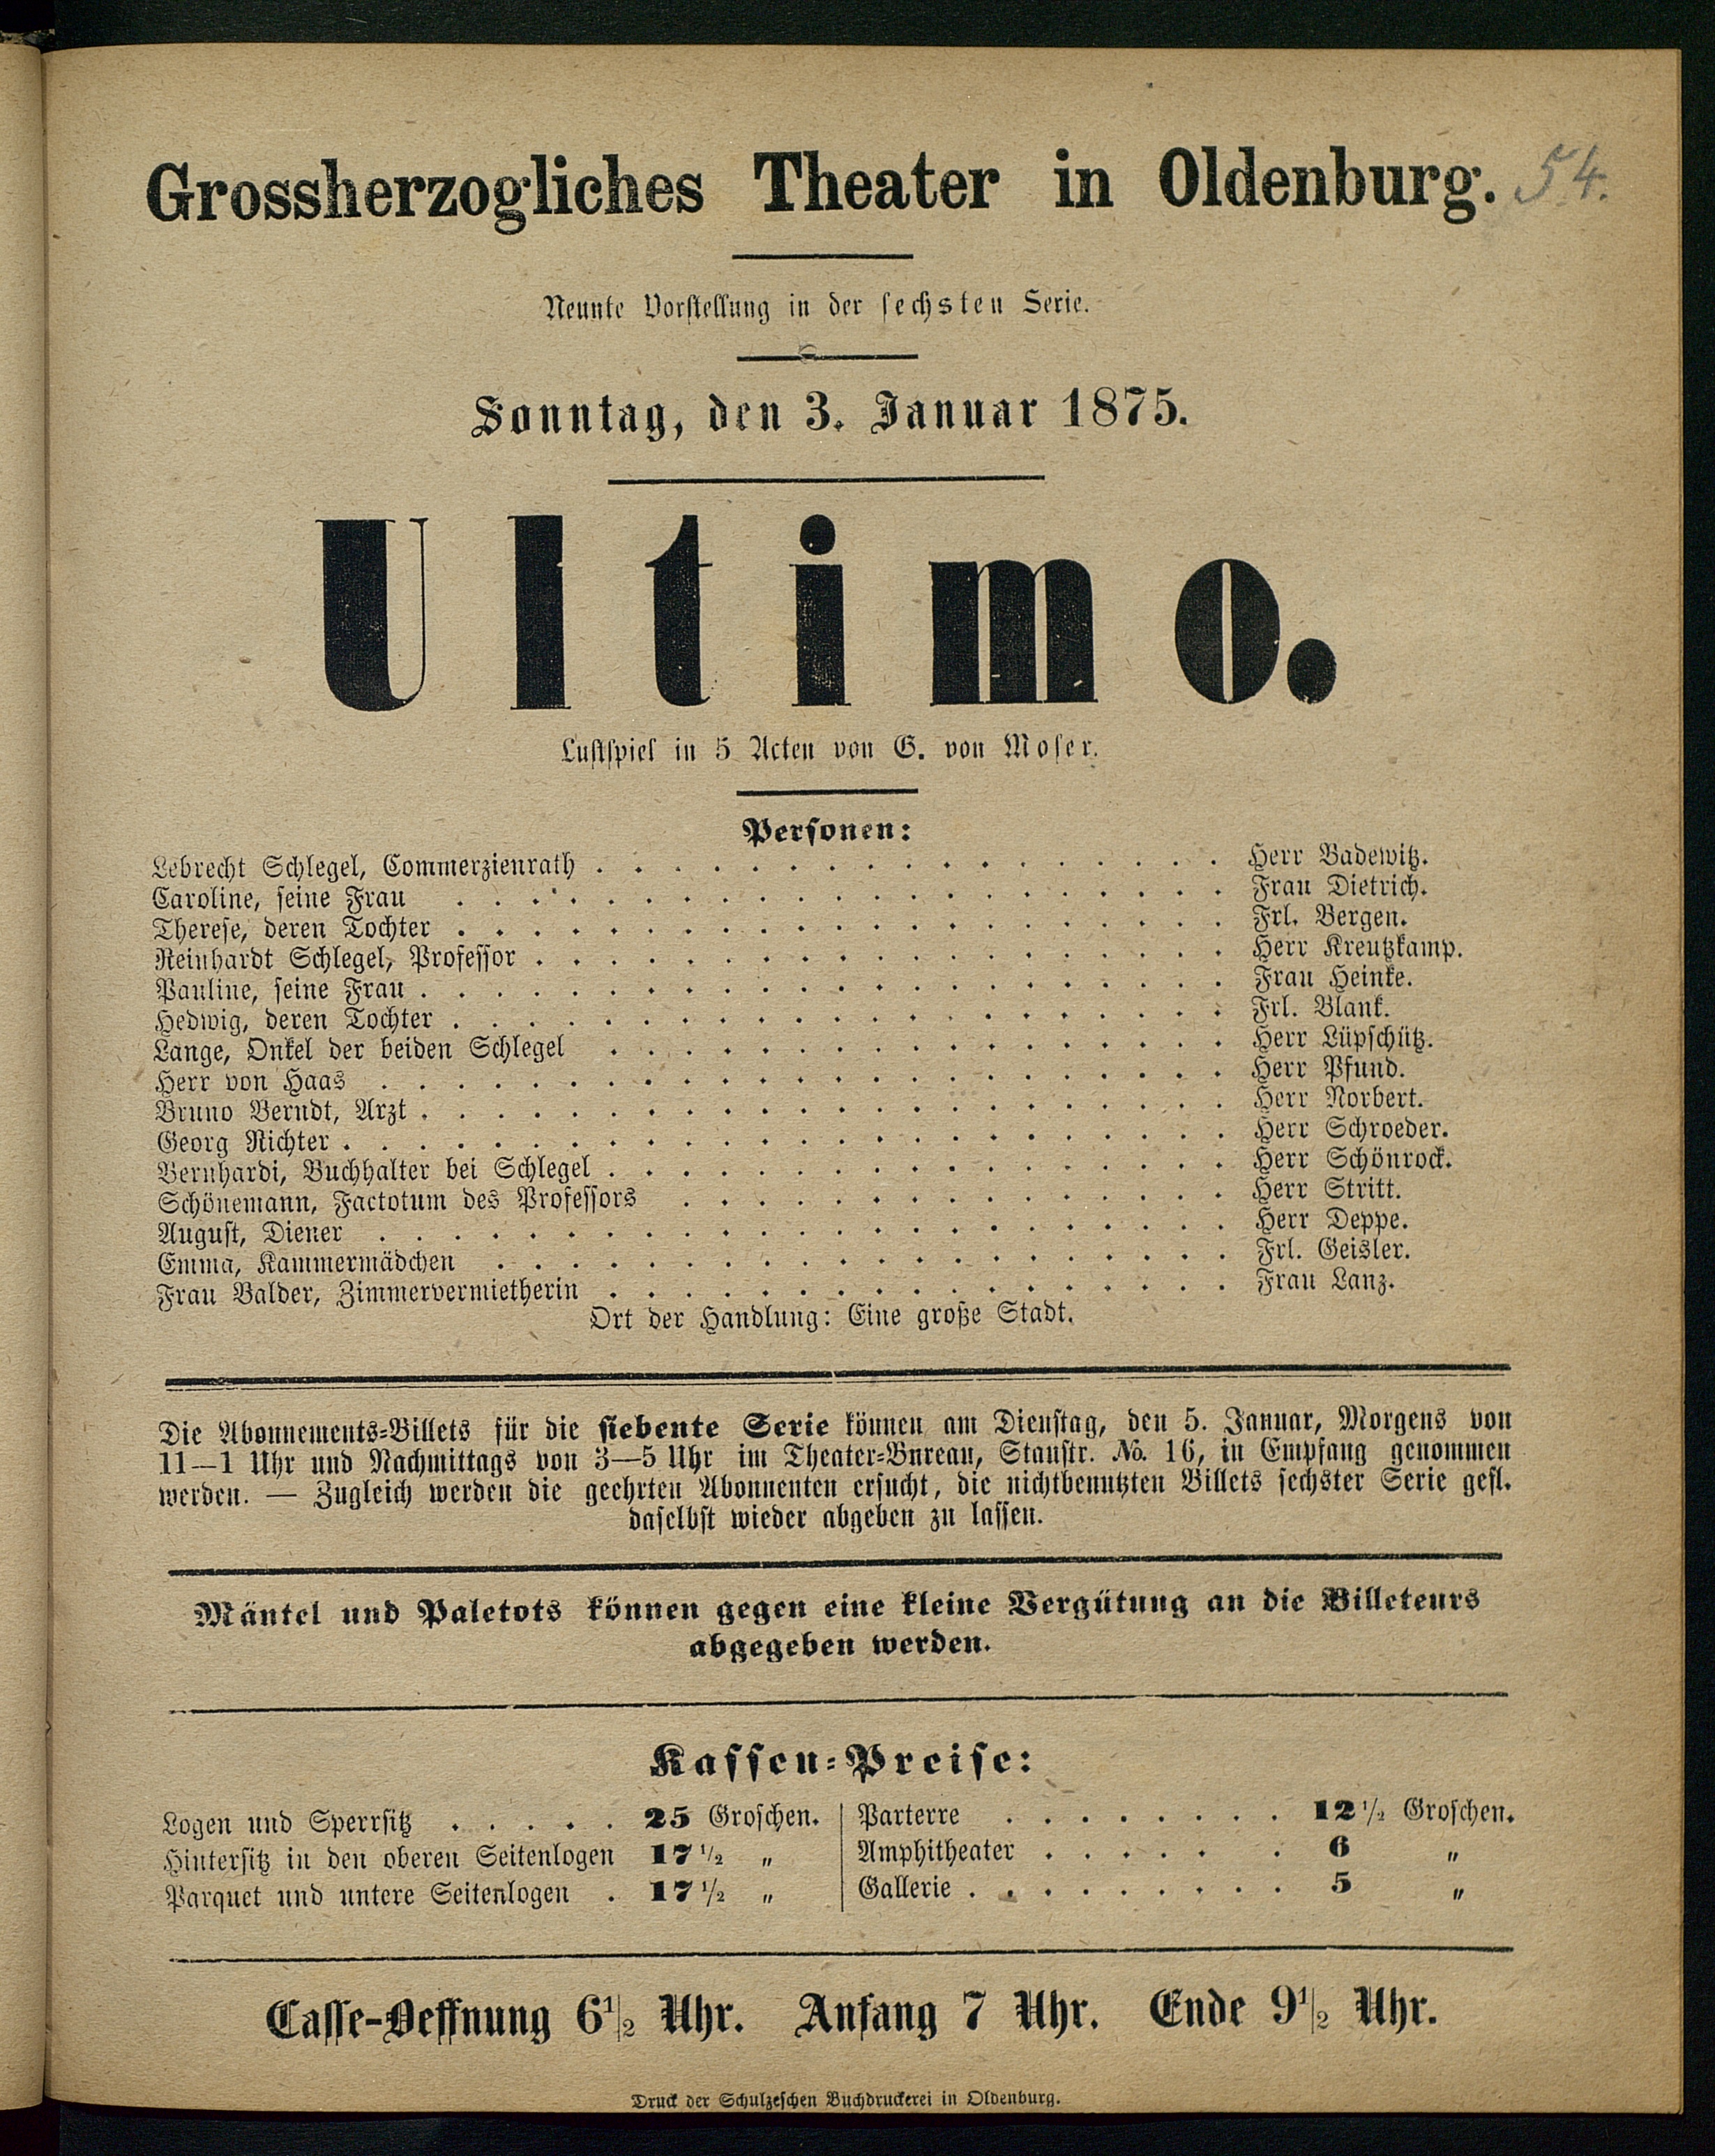 Grossherzogliches Theater in Oldenburg. 54.
Neunte Vorstellung in der sechsten Serie.
Sonntag, den 3. Januar 1875.
Ultimo.
Lustspiel in 5 Acten von G. von Moser.
Personen:
Lebrecht Schlegel, Commerzienrath . . . . . . . . . . . . . . . . . Herr Badewitz.
Caroline, seine Frau . . . . . . . . . . . . . . . . . . . . . Frau Dietrich.
Therese, deren Tochter . . . . . . . . . . . . . . . . . . . . . Frl. Bergen.
Reinhardt Schlegel, Professor . . . . . . . . . . . . . . . . . . . Herr Kreutzkamp.
Pauline, seine Frau . . . . . . . . . . . . . . . . . . . . . . Frau Heinke.
Hedwig, deren Tochter . . . . . . . . . . . . . . . . . . . . . Frl. Blank.
Lange, Onkel der beiden Schlegel . . . . . . . . . . . . . . . . . Herr Lüpschütz.
Herr von Haas . . . . . . . . . . . . . . . . . . . . . . . Herr Pfund.
Bruno Berndt, Arzt . . . . . . . . . . . . . . . . . . . . . . Herr Norbert.
Georg Richter . . . . . . . . . . . . . . . . . . . . . . . . Herr Schroeder.
Bernhardi, Buchhalter bei Schlegel . . . . . . . . . . . . . . . . . Herr Schönrock.
Schönemann, Factotum des Professors . . . . . . . . . . . . . . . Herr Stritt.
August, Diener . . . . . . . . . . . . . . . . . . . . . . . Herr Deppe.
Emma, Kammermädchen . . . . . . . . . . . . . . . . . . . . Frl. Geisler.
Frau Balder, Zimmervermietherin . . . . . . . . . . . . . . . . . Frau Lanz.
Ort der Handlung: Eine große Stadt.
Die Abonnements-Billets für die siebente Serie können am Dienstag, den 5. Januar, Morgens von
11—1 Uhr und Nachmittags von 3—5 Uhr im Theater-Bureau, Staustr. No. 16, in Empfang genommen
werden. — Zugleich werden die geehrten Abonnenten ersucht, die nichtbenutzten Billets sechster Serie gefl.
daselbst wieder abgeben zu lassen.
Mäntel und Paletots können gegen eine kleine Vergütung an die Billeteurs
abgegeben werden.
Kassen-Preise:
Logen und Sperrsitz . . . . . 25 Groschen. | Parterre . . . . . . . . 12½ Groschen.
Hintersitz in den oberen Seitenlogen 17½ „ | Amphitheater . . . . . . 6 „
Parquet und untere Seitenlogen . 17½ „ | Gallerie . . . . . . . . . 5 „
Casse-Oeffnung 6½ Uhr. Anfang 7 Uhr. Ende 9½ Uhr.
Druck der Schulzeschen Buchdruckerei in Oldenburg.